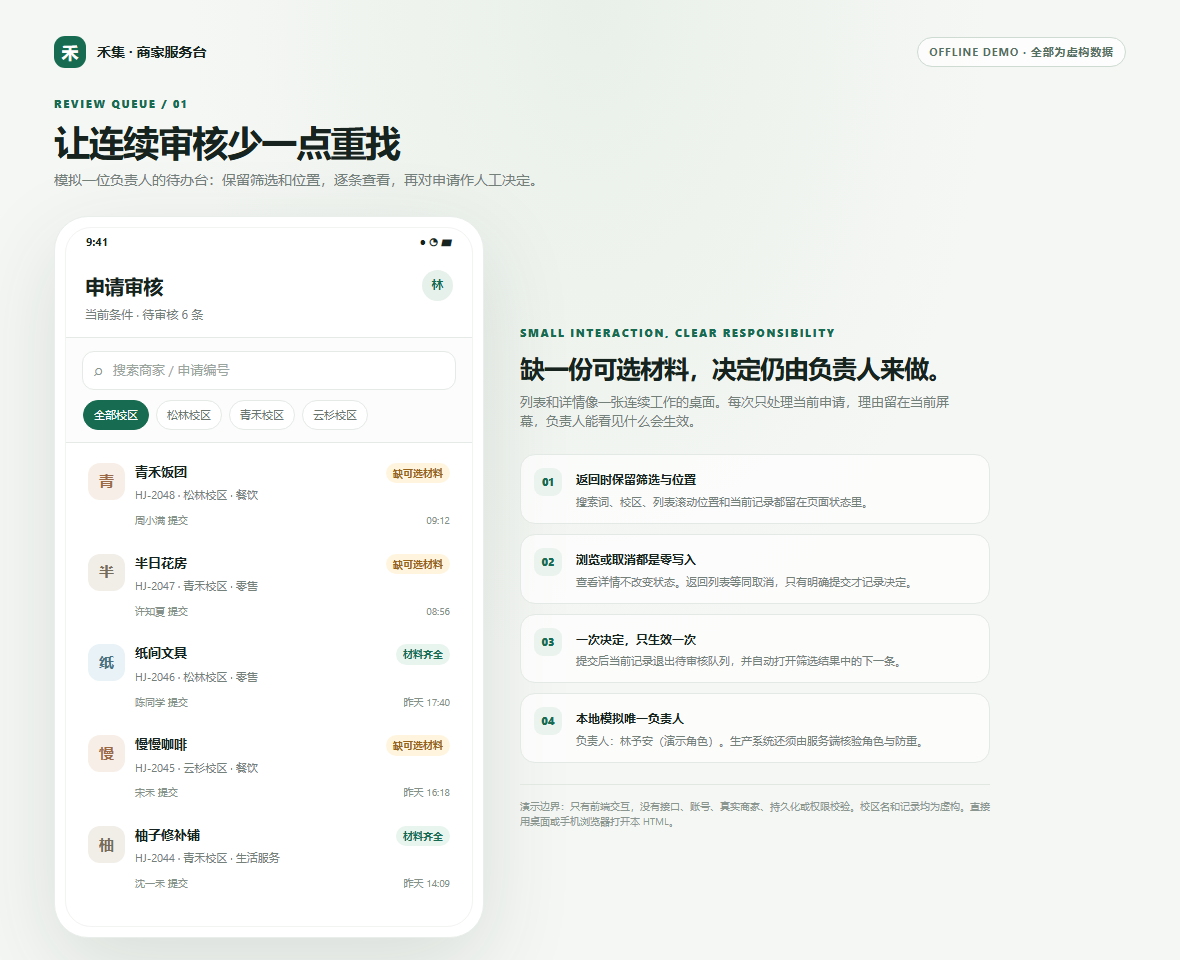 禾
禾集 · 商家服务台
OFFLINE DEMO · 全部为虚构数据
REVIEW QUEUE / 01
让连续审核少一点重找
模拟一位负责人的待办台：保留筛选和位置，逐条查看，再对申请作人工决定。
9:41
申请审核
林
当前条件 · 待审核 6 条
搜索商家 / 申请编号
全部校区
松林校区
青禾校区
云杉校区
青
青禾饭团
缺可选材料
HJ-2048 · 松林校区 · 餐饮
周小满 提交
09:12
半
半日花房
缺可选材料
HJ-2047 · 青禾校区 · 零售
许知夏 提交
08:56
纸
纸间文具
材料齐全
HJ-2046 · 松林校区 · 零售
陈同学 提交
昨天 17:40
慢
慢慢咖啡
缺可选材料
HJ-2045 · 云杉校区 · 餐饮
宋禾 提交
昨天 16:18
柚
柚子修补铺
材料齐全
HJ-2044 · 青禾校区 · 生活服务
沈一禾 提交
昨天 14:09
SMALL INTERACTION, CLEAR RESPONSIBILITY
缺一份可选材料，决定仍由负责人来做。
列表和详情像一张连续工作的桌面。每次只处理当前申请，理由留在当前屏
幕，负责人能看见什么会生效。
01
返回时保留筛选与位置
搜索词、校区、列表滚动位置和当前记录都留在页面状态里。
02
浏览或取消都是零写入
查看详情不改变状态。返回列表等同取消，只有明确提交才记录决定。
03
一次决定，只生效一次
提交后当前记录退出待审核队列，并自动打开筛选结果中的下一条。
04
本地模拟唯一负责人
负责人：林予安（演示角色）。生产系统还须由服务端核验角色与防重。
演示边界：只有前端交互，没有接口、账号、真实商家、持久化或权限校验。校区名和记录均为虚构。直接
用桌面或手机浏览器打开本 HTML。